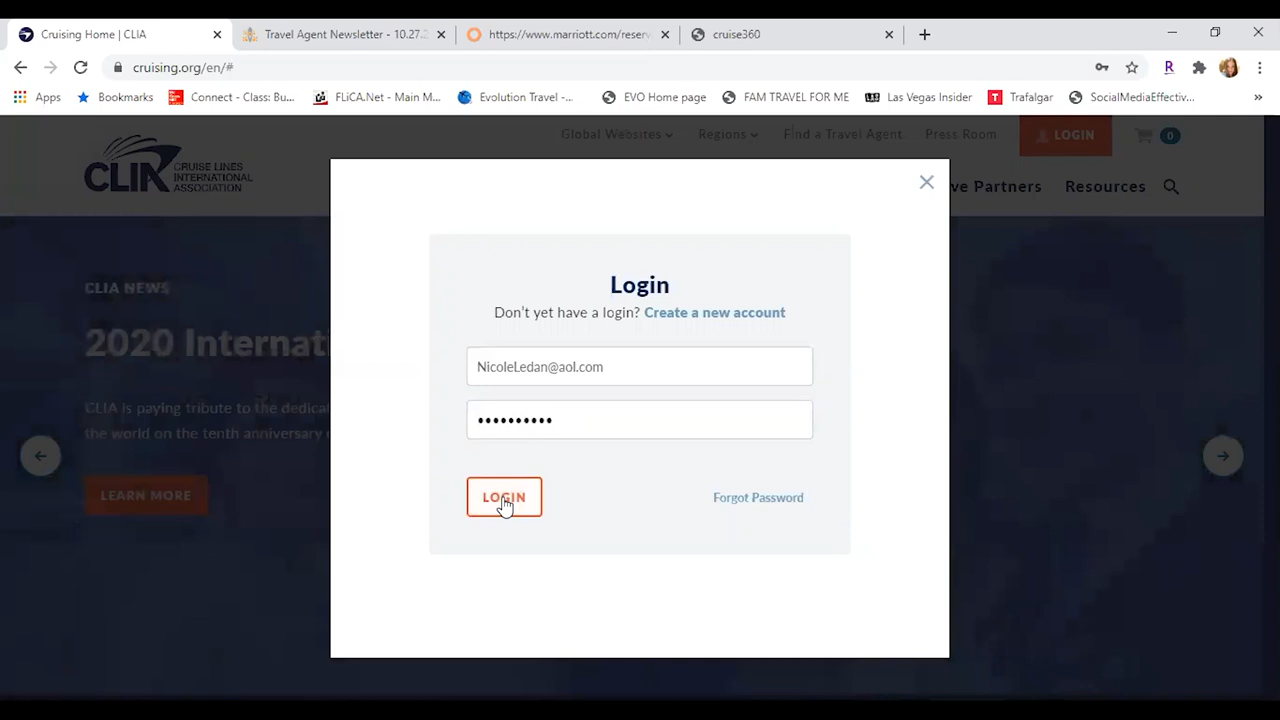 Cruising Home | CLIA
Travel Agent Newsletter - 10.27.2
https://www.marriott.com/reserv
cruise360
cruising.org/en/#
R
Apps
Bookmarks
Connect - Class: Bu...
FLiCA.Net - Main M...
Evolution Travel -...
EVO Home page
FAM TRAVEL FOR ME
Las Vegas Insider
T
Trafalgar
SocialMediaEffectiv...
»
Global Websites
Regions
Find a Travel Agent
Press Room
LOGIN
0
CLIA
CRUISE LINES
INTERNATIONAL
ASSOCIATION
ve Partners
Resources
CLIA NEWS
2020 Internati
CLIA is paying tribute to the dedica
the world on the tenth anniversary
LEARN MORE
Login
Don't yet have a login? Create a new account
NicoleLedan@aol.com
••••••••••
LOGIN
Forgot Password